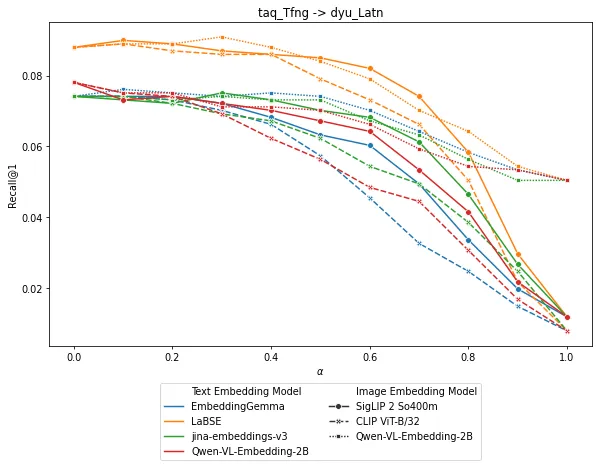 taq_Tfng -> dyu_Latn
Recall@1
0.08
0.06
0.04
0.02
0.0 0.2 0.4 0.6 0.8 1.0
α
Text Embedding Model
EmbeddingGemma
LaBSE
jina-embeddings-v3
Qwen-VL-Embedding-2B
Image Embedding Model
SigLIP 2 So400m
CLIP ViT-B/32
Qwen-VL-Embedding-2B